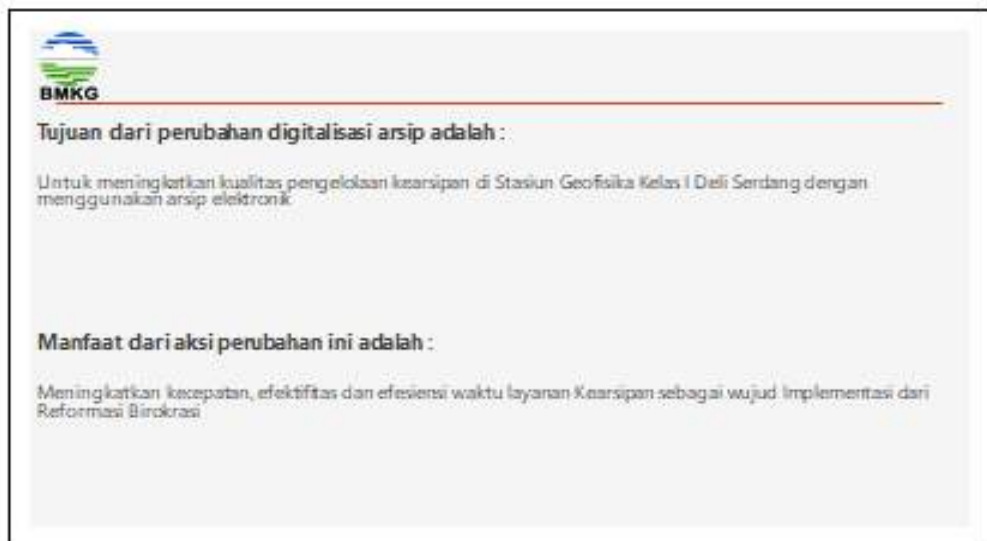 BMKG
Tujuan dari perubahan digitalisasi arsip adalah :
Untuk meningkatkan kualitas pengelolaan kearsipan di Stasiun Geofisika Kelas I Deli Serdang dengan
menggunakan arsip elektronik
Manfaat dari aksi perubahan ini adalah :
Meningkatkan kecepatan, efektifitas dan efesiensi waktu layanan Kearsipan sebagai wujud Implementasi dari
Reformasi Birokrasi